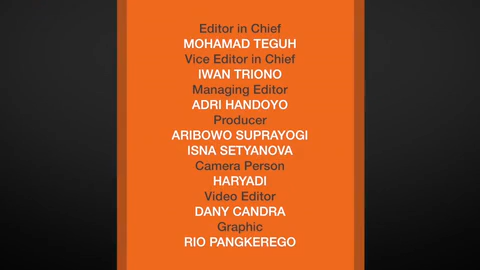 Editor in Chief
MOHAMAD TEGUH
Vice Editor in Chief
IWAN TRIONO
Managing Editor
ADRI HANDOYO
Producer
ARIBOWO SUPRAYOGI
ISNA SETYANOVA
Camera Person
HARYADI
Video Editor
DANY CANDRA
Graphic
RIO PANGKEREGO